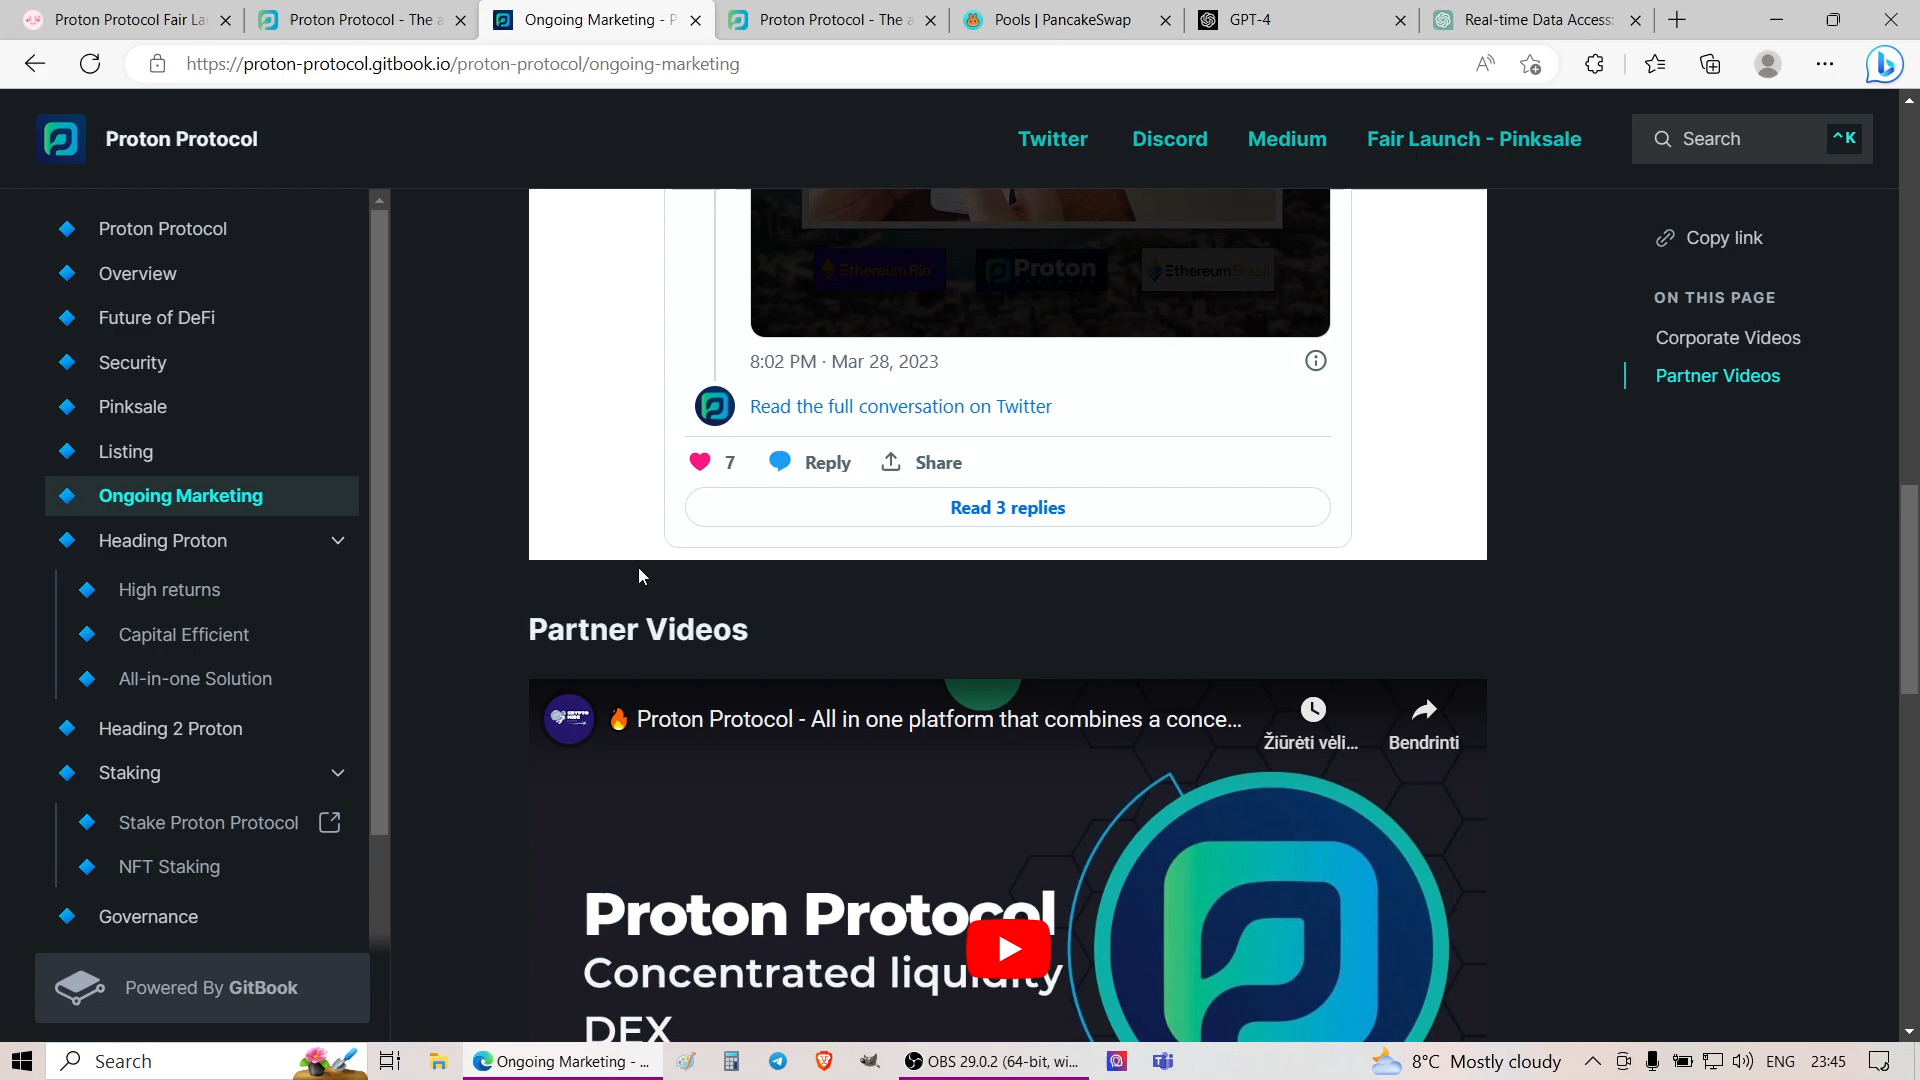 Proton Protocol Fair La
Proton Protocol - The a
Ongoing Marketing - P
Proton Protocol - The a
Pools | PancakeSwap
GPT-4
Real-time Data Access:
https://proton-protocol.gitbook.io/proton-protocol/ongoing-marketing
Proton Protocol
Twitter
Discord
Medium
Fair Launch - Pinksale
Search
^K
Proton Protocol
Overview
Future of DeFi
Security
Pinksale
Listing
Ongoing Marketing
Heading Proton
High returns
Capital Efficient
All-in-one Solution
Heading 2 Proton
Staking
Stake Proton Protocol
NFT Staking
Governance
Powered By GitBook
Ethereum.Rio
Proton
EthereumBrasil
8:02 PM · Mar 28, 2023
Read the full conversation on Twitter
7
Reply
Share
Read 3 replies
Partner Videos
🔥 Proton Protocol - All in one platform that combines a conce...
Žiūrėti vėli...
Bendrinti
Proton Protocol
Concentrated liquidity
DEX
Copy link
ON THIS PAGE
Corporate Videos
Partner Videos
Search
Ongoing Marketing - ...
OBS 29.0.2 (64-bit, wi...
8°C Mostly cloudy
ENG
23:45